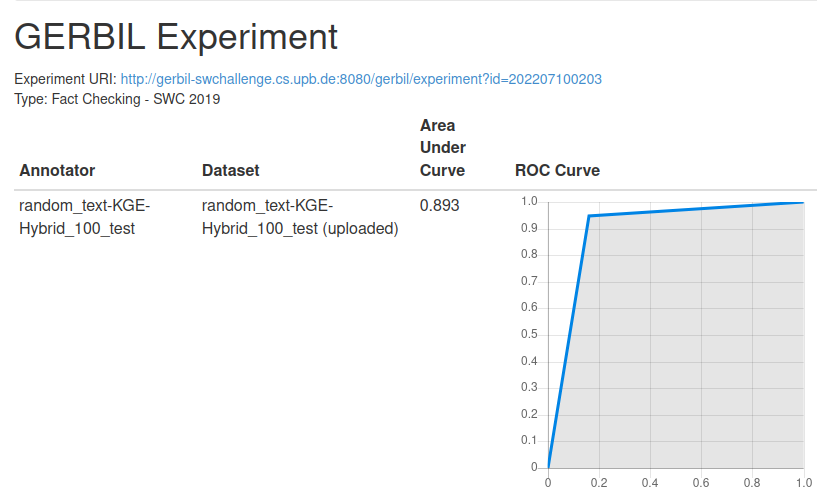 GERBIL Experiment
Experiment URI: http://gerbil-swchallenge.cs.upb.de:8080/gerbil/experiment?id=202207100203
Type: Fact Checking - SWC 2019
Annotator Dataset Area Under Curve ROC Curve
random_text-KGE-
Hybrid_100_test
random_text-KGE-
Hybrid_100_test (uploaded)
0.893
1.0
0.9
0.8
0.7
0.6
0.5
0.4
0.3
0.2
0.1
0
0 0.2 0.4 0.6 0.8 1.0